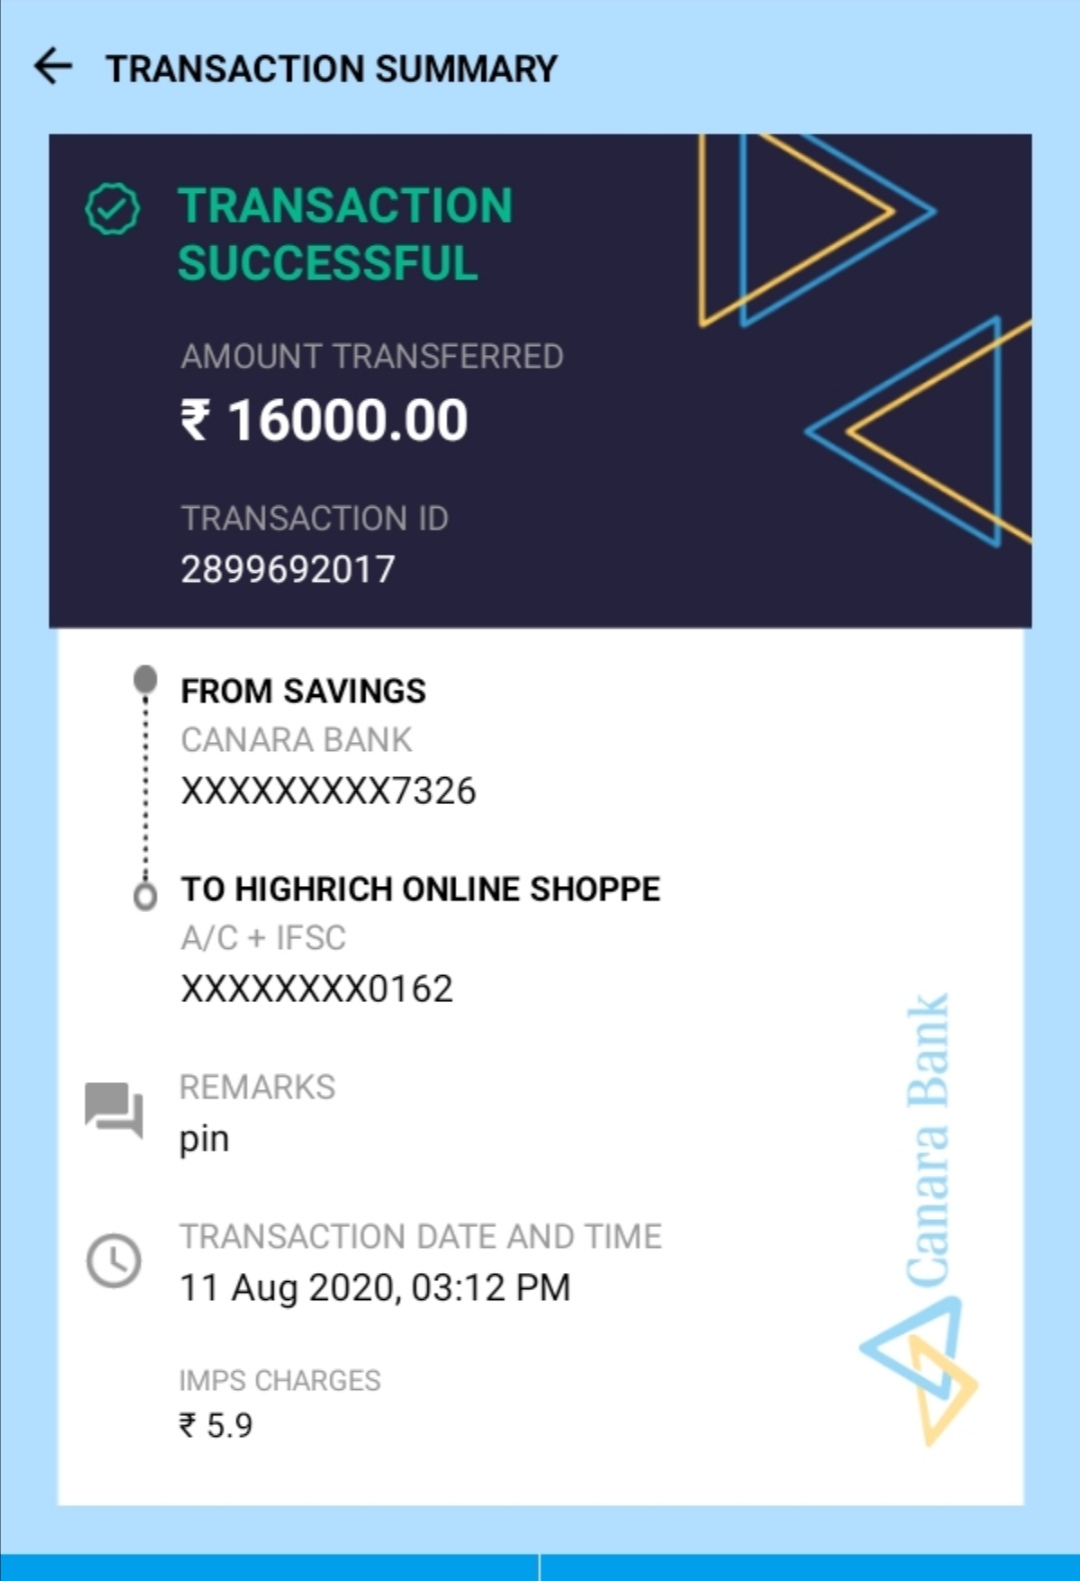 TRANSACTION SUMMARY
TRANSACTION
SUCCESSFUL
AMOUNT TRANSFERRED
₹ 16000.00
TRANSACTION ID
2899692017
FROM SAVINGS
CANARA BANK
XXXXXXXXX7326
TO HIGHRICH ONLINE SHOPPE
A/C + IFSC
XXXXXXXX0162
REMARKS
pin
TRANSACTION DATE AND TIME
11 Aug 2020, 03:12 PM
IMPS CHARGES
₹ 5.9
Canara Bank